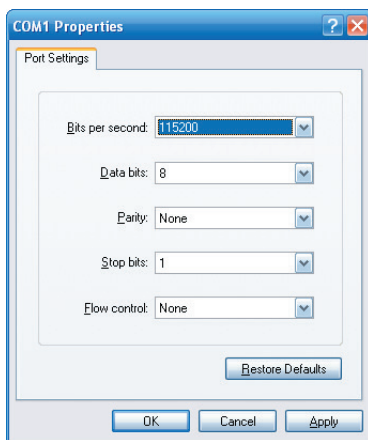 COM1 Properties
Port Settings
Bits per second: 115200
Data bits: 8
Parity: None
Stop bits: 1
Flow control: None
Restore Defaults
OK Cancel Apply